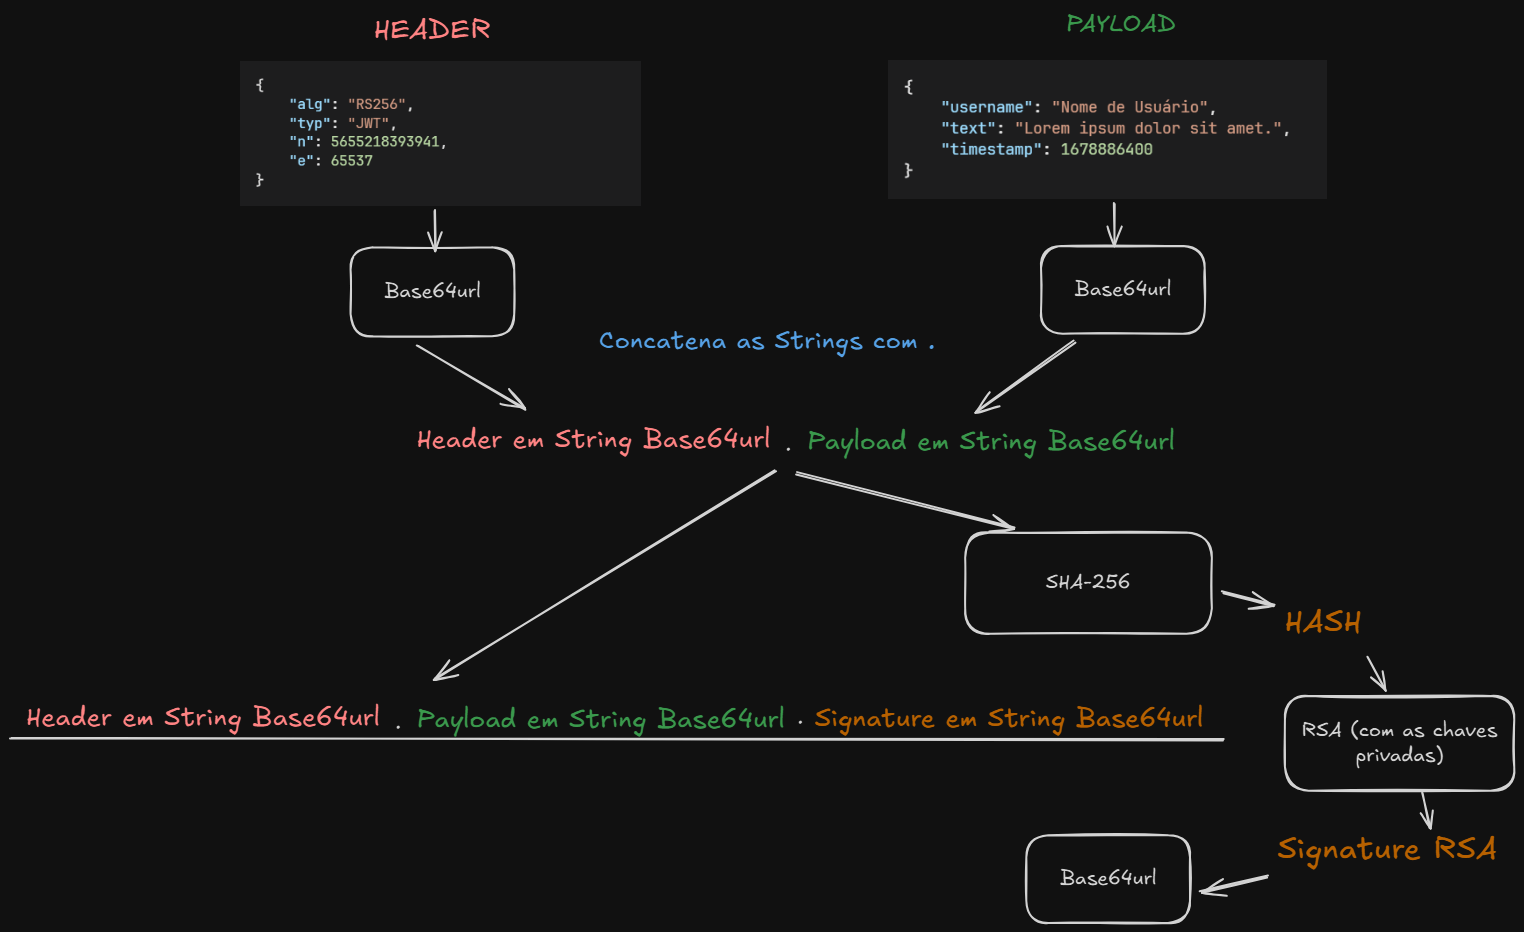 HEADER
PAYLOAD
{
"alg": "RS256",
"typ": "JWT",
"n": 5655218393941,
"e": 65537
}
{
"username": "Nome de Usuário",
"text": "Lorem ipsum dolor sit amet.",
"timestamp": 1678886400
}
Base64url
Base64url
Concatena as Strings com .
Header em String Base64url . Payload em String Base64url
SHA-256
HASH
Header em String Base64url . Payload em String Base64url . Signature em String Base64url
RSA (com as chaves
privadas)
Signature RSA
Base64url